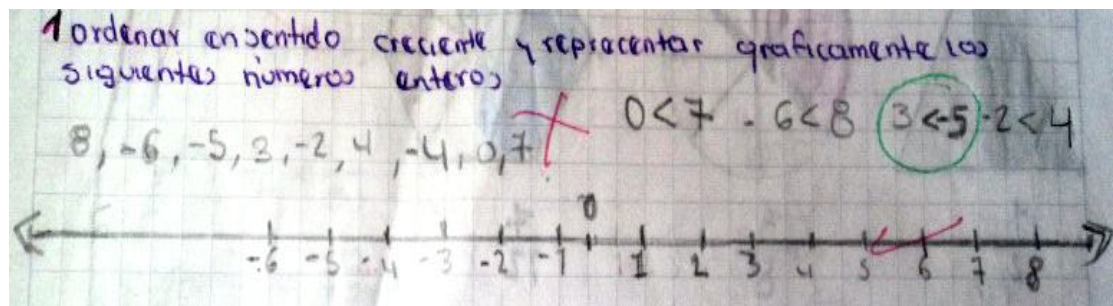 1 ordenar en sentido creciente y reprecentar graficamente los
siguientes números enteros
0<7 - 6<8 3<-5 -2<4
8, -6, -5, 3, -2, 4, -4, 0, 7
0
-6 -5 -4 -3 -2 -1 1 2 3 4 5 6 7 8